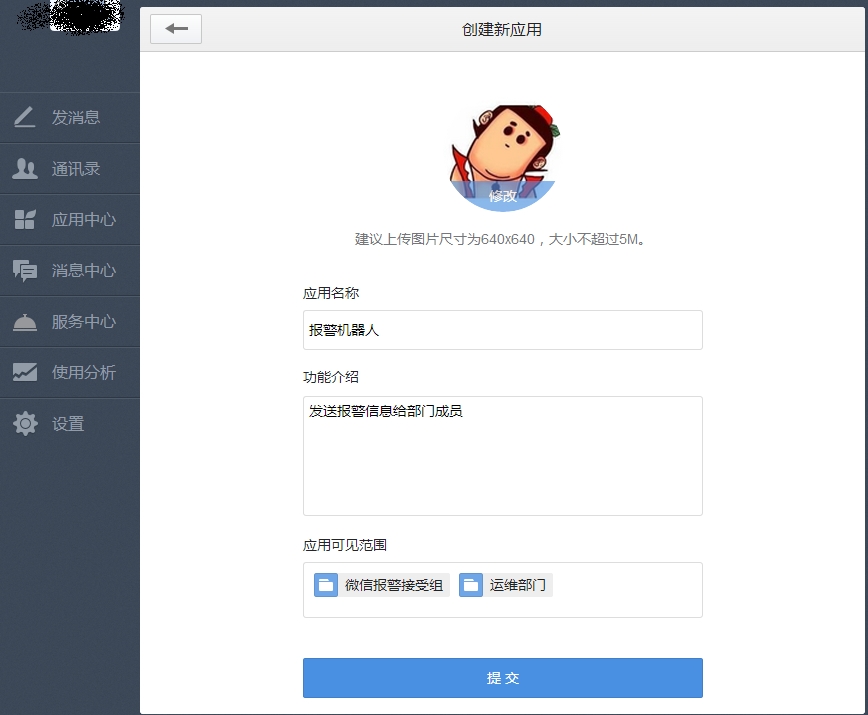 创建新应用
发消息
通讯录
应用中心
消息中心
服务中心
使用分析
设置
修改
建议上传图片尺寸为640x640，大小不超过5M。
应用名称
报警机器人
功能介绍
发送报警信息给部门成员
应用可见范围
微信报警接受组 运维部门
提 交